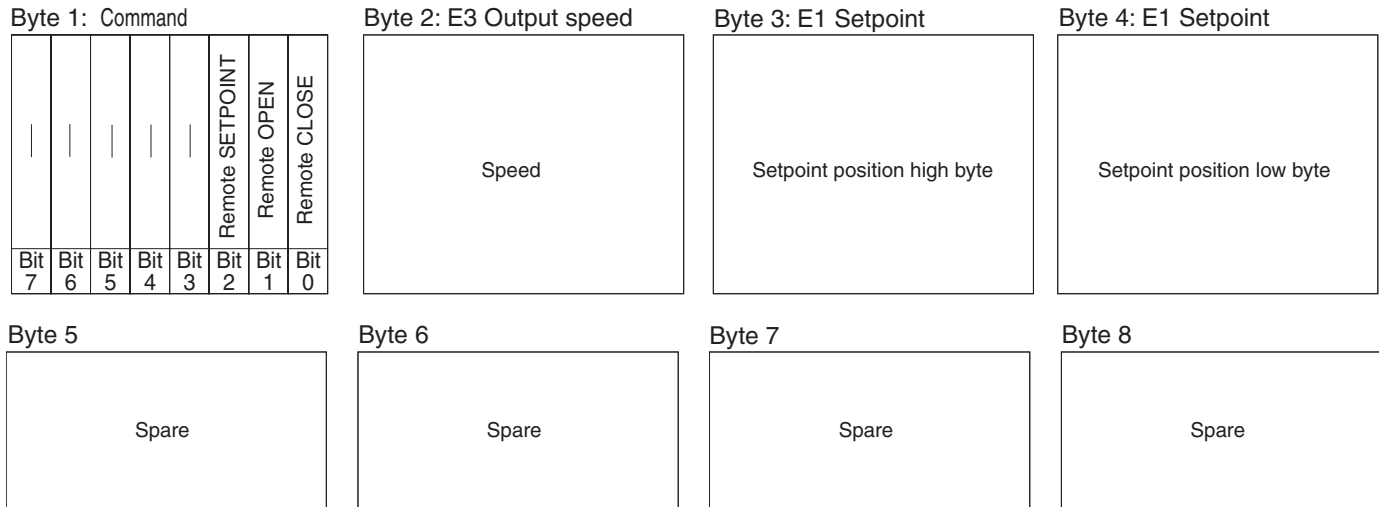 Byte 1: Command
Byte 2: E3 Output speed
Byte 3: E1 Setpoint
Byte 4: E1 Setpoint
—
—
—
—
—
Remote SETPOINT
Remote OPEN
Remote CLOSE
Speed
Setpoint position high byte
Setpoint position low byte
Bit 7
Bit 6
Bit 5
Bit 4
Bit 3
Bit 2
Bit 1
Bit 0
Byte 5
Byte 6
Byte 7
Byte 8
Spare
Spare
Spare
Spare